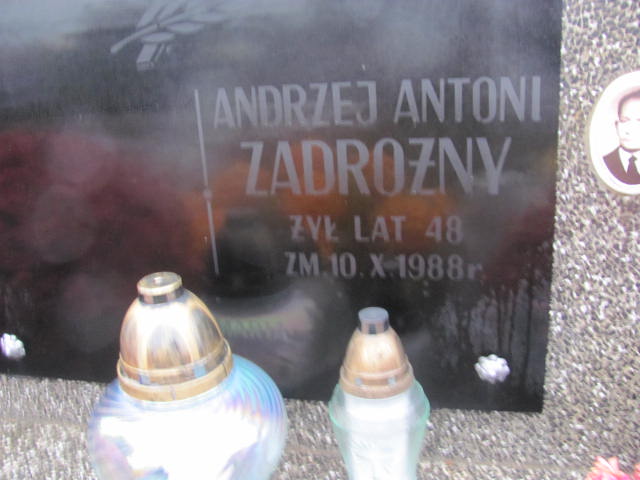 ANDRZEJ ANTONI
ZADROŻNY
ŻYŁ LAT 48
ZM. 10. X 1988 r.